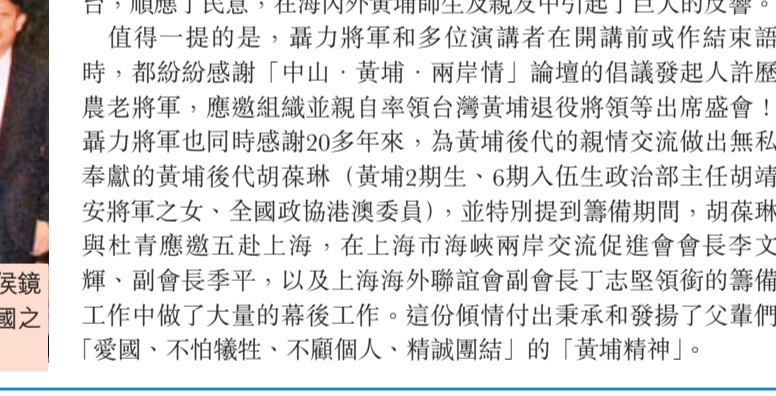 台，順應了民意，在海內外黃埔師生及親友中引起了巨大的反響。
值得一提的是，聶力將軍和多位演講者在開講前或作結束語
時，都紛紛感謝「中山‧黃埔‧兩岸情」論壇的倡議發起人許歷
農老將軍，應邀組織並親自率領台灣黃埔退役將領等出席盛會！
聶力將軍也同時感謝20多年來，為黃埔後代的親情交流做出無私
奉獻的黃埔後代胡葆琳（黃埔2期生、6期入伍生政治部主任胡靖
安將軍之女、全國政協港澳委員），並特別提到籌備期間，胡葆琳
與杜青應邀五赴上海，在上海市海峽兩岸交流促進會會長李文
輝、副會長季平，以及上海海外聯誼會副會長丁志堅領銜的籌備
工作中做了大量的幕後工作。這份傾情付出秉承和發揚了父輩們
「愛國、不怕犧牲、不顧個人、精誠團結」的「黃埔精神」。
侯鏡
國之